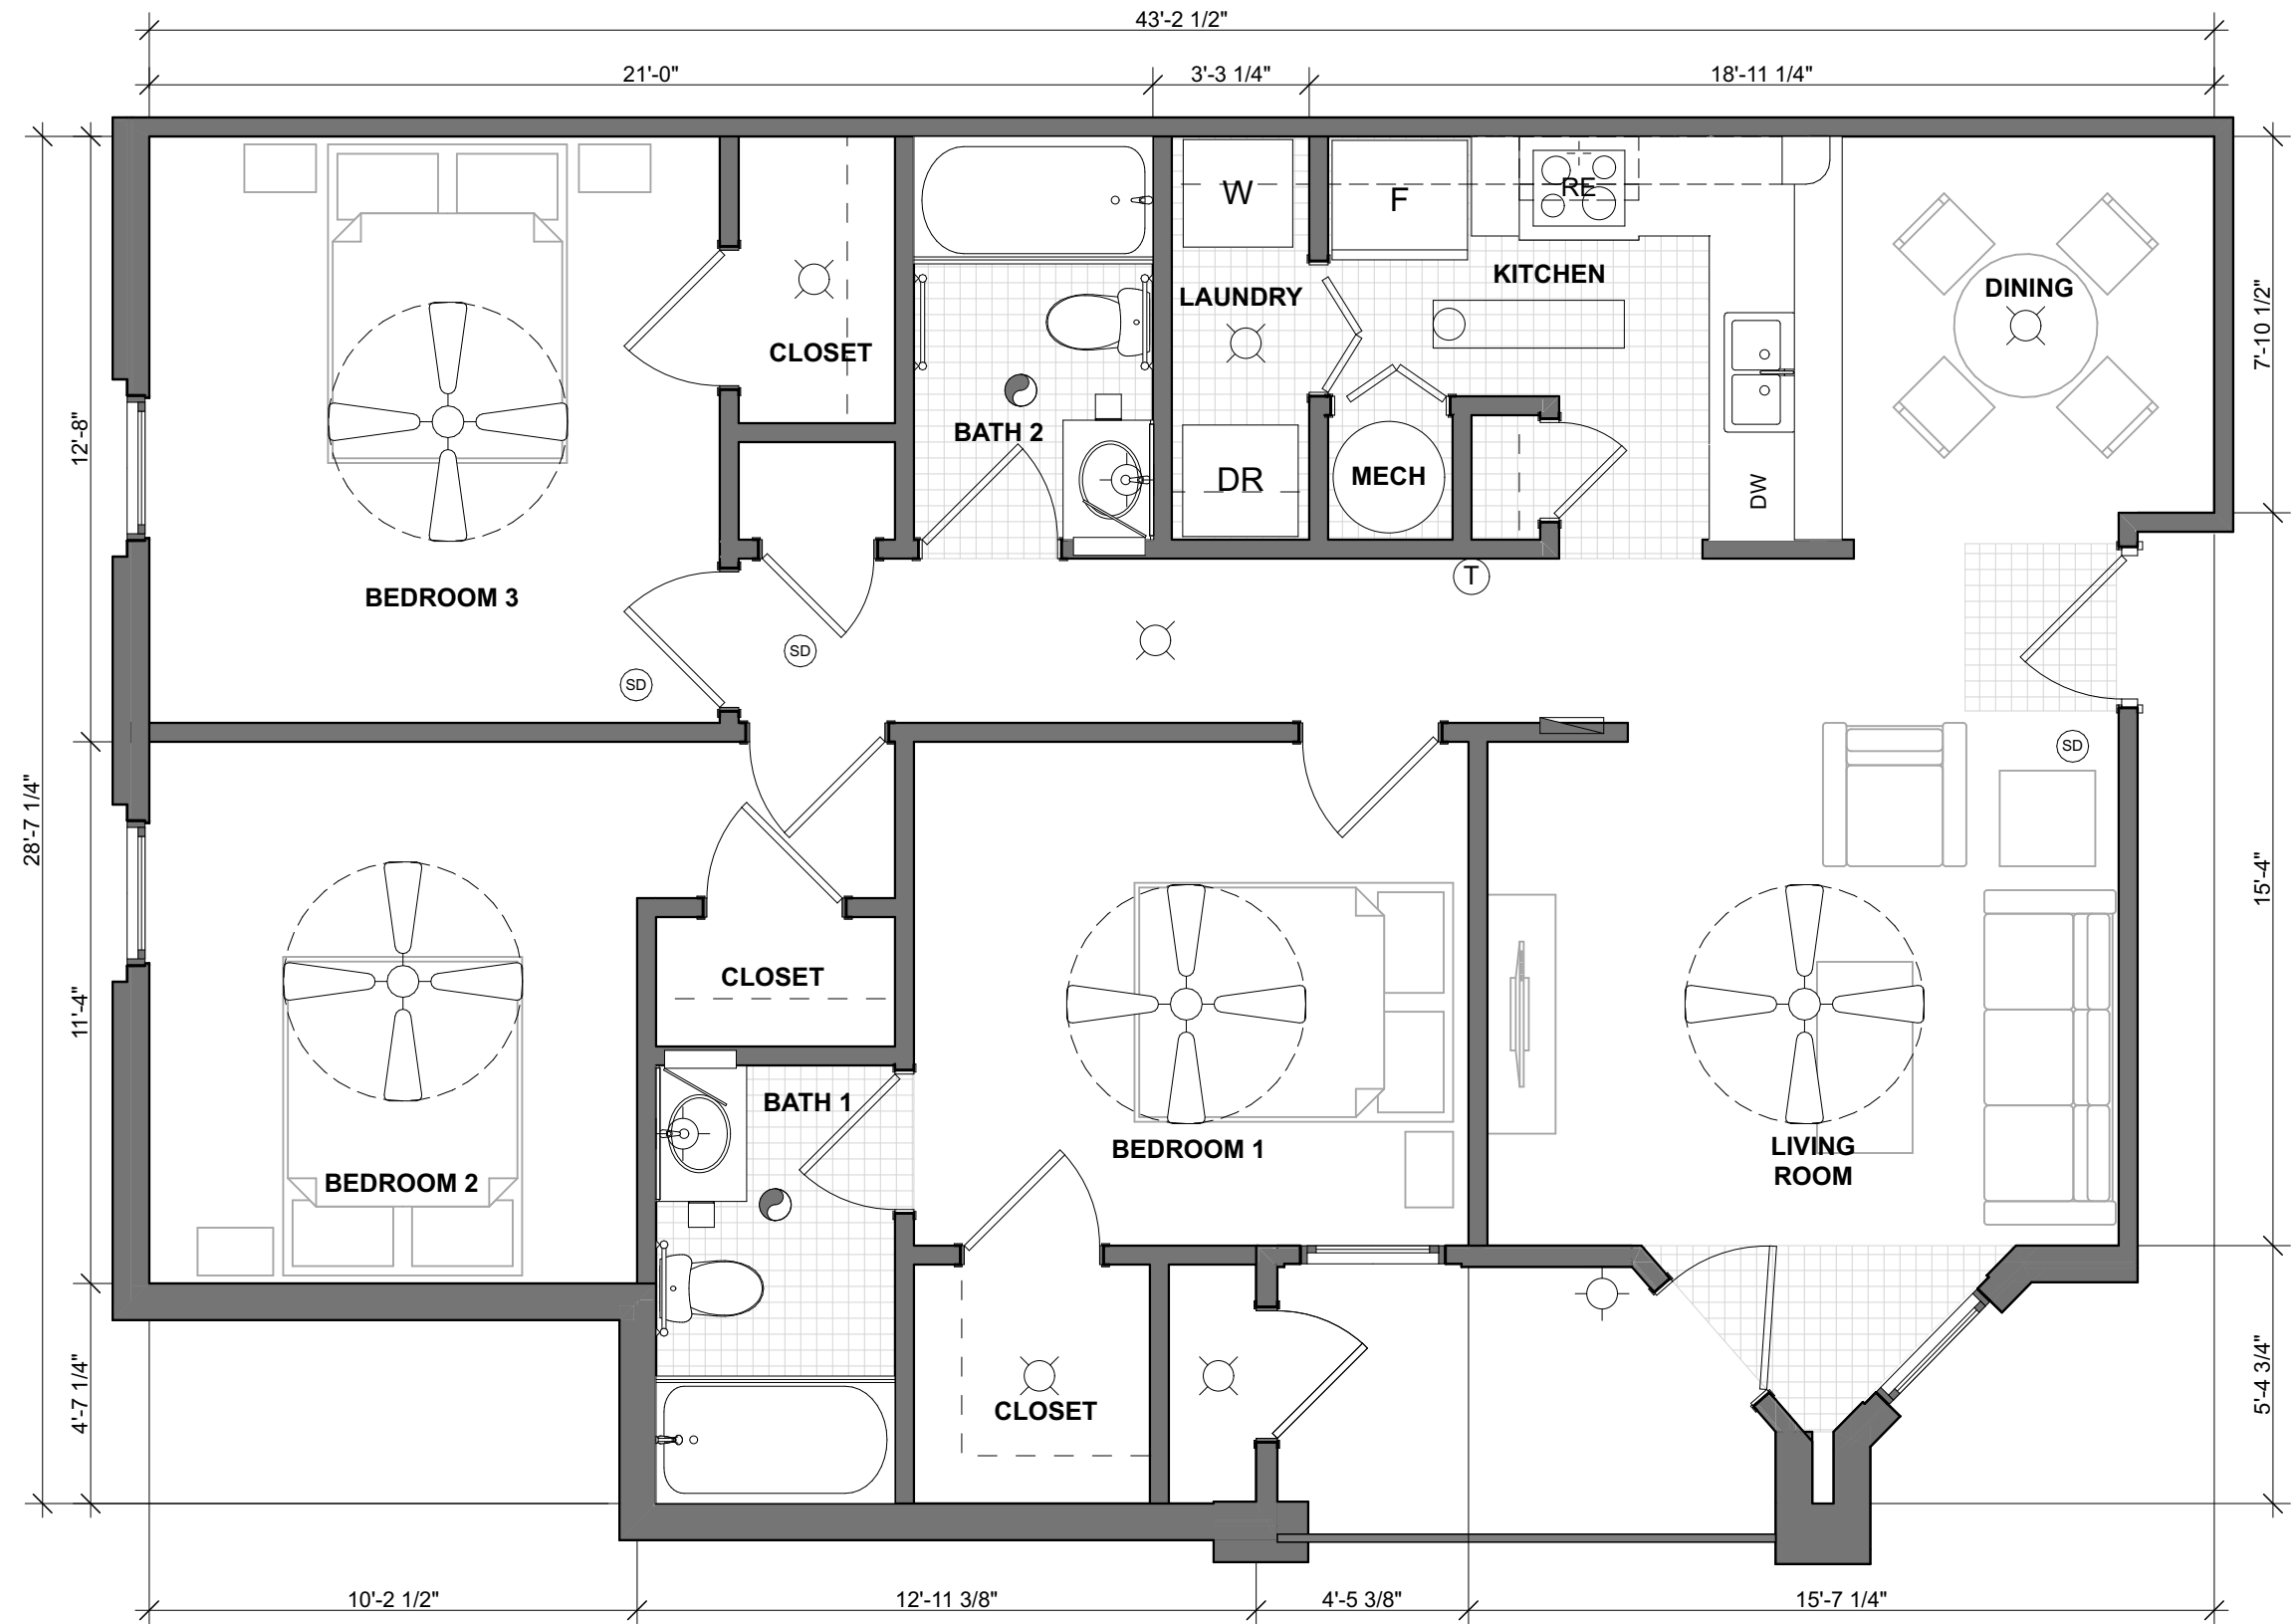 43'-2 1/2"
21'-0"
3'-3 1/4"
18'-11 1/4"
W
F
RE
KITCHEN
DINING
LAUNDRY
CLOSET
7'-10 1/2"
12'-8"
BATH 2
DR
MECH
DW
T
BEDROOM 3
SD
SD
SD
28'-7 1/4"
15'-4"
CLOSET
11'-4"
BATH 1
BEDROOM 1
LIVING
ROOM
BEDROOM 2
4'-7 1/4"
5'-4 3/4"
CLOSET
10'-2 1/2"
12'-11 3/8"
4'-5 3/8"
15'-7 1/4"